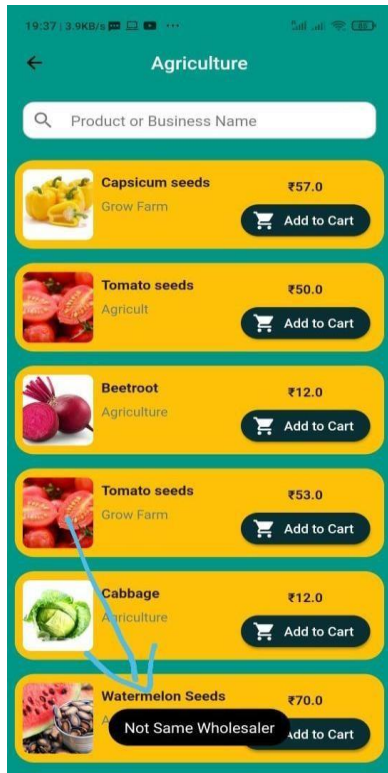 19:37 | 3.9KB/s
Agriculture
Product or Business Name
Capsicum seeds
₹57.0
Grow Farm
Add to Cart
Tomato seeds
₹50.0
Agricult
Add to Cart
Beetroot
₹12.0
Agriculture
Add to Cart
Tomato seeds
₹53.0
Grow Farm
Add to Cart
Cabbage
₹12.0
Agriculture
Add to Cart
Watermelon Seeds
₹70.0
Not Same Wholesaler
Add to Cart